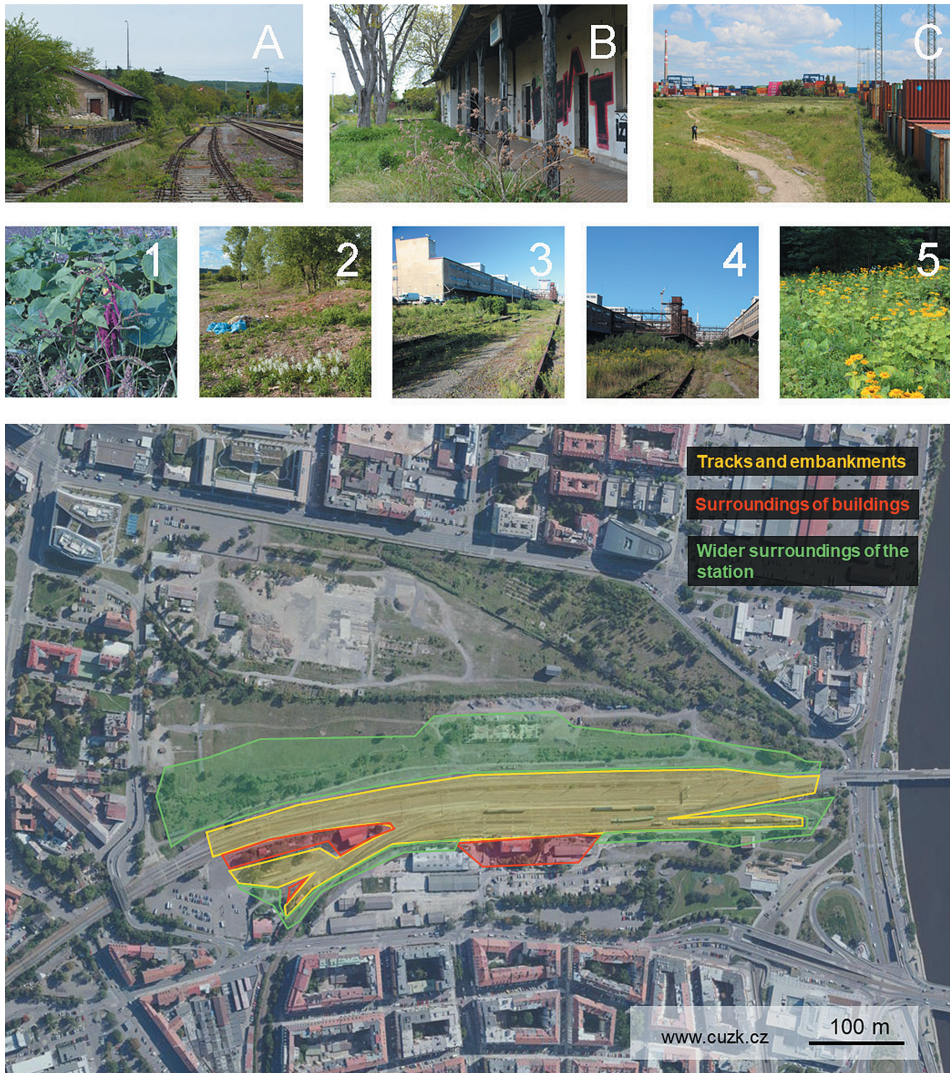 A
B
C
1
2
3
4
5
Tracks and embankments
Surroundings of buildings
Wider surroundings of the
station
www.cuzk.cz
100 m